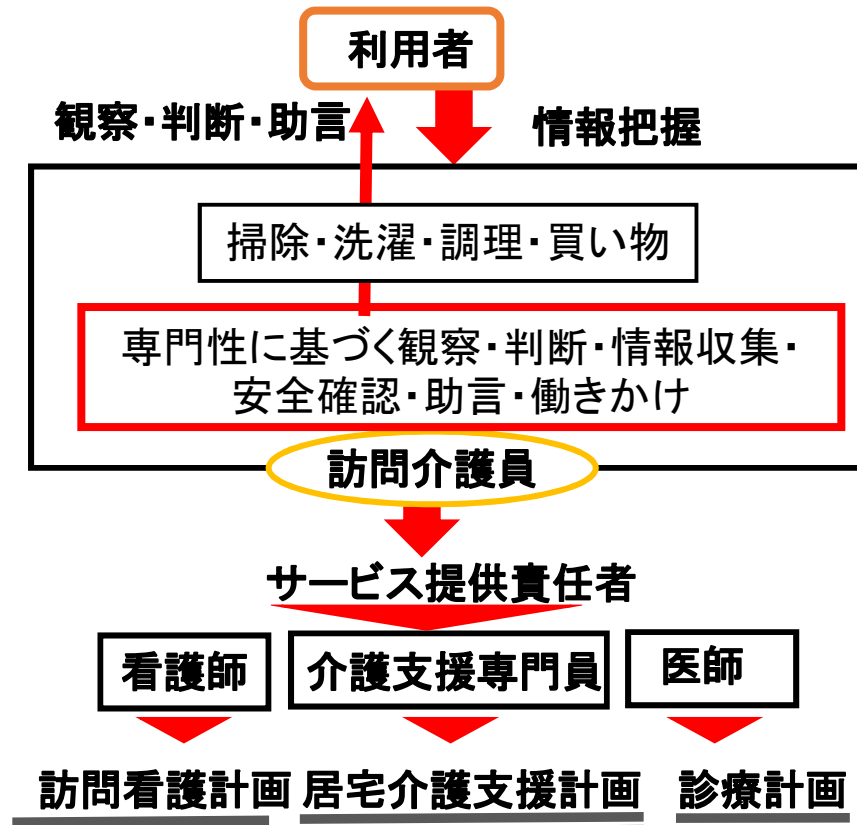 利用者
観察・判断・助言
情報把握
掃除・洗濯・調理・買い物
専門性に基づく観察・判断・情報収集・
安全確認・助言・働きかけ
訪問介護員
サービス提供責任者
看護師
介護支援専門員
医師
訪問看護計画
居宅介護支援計画
診療計画